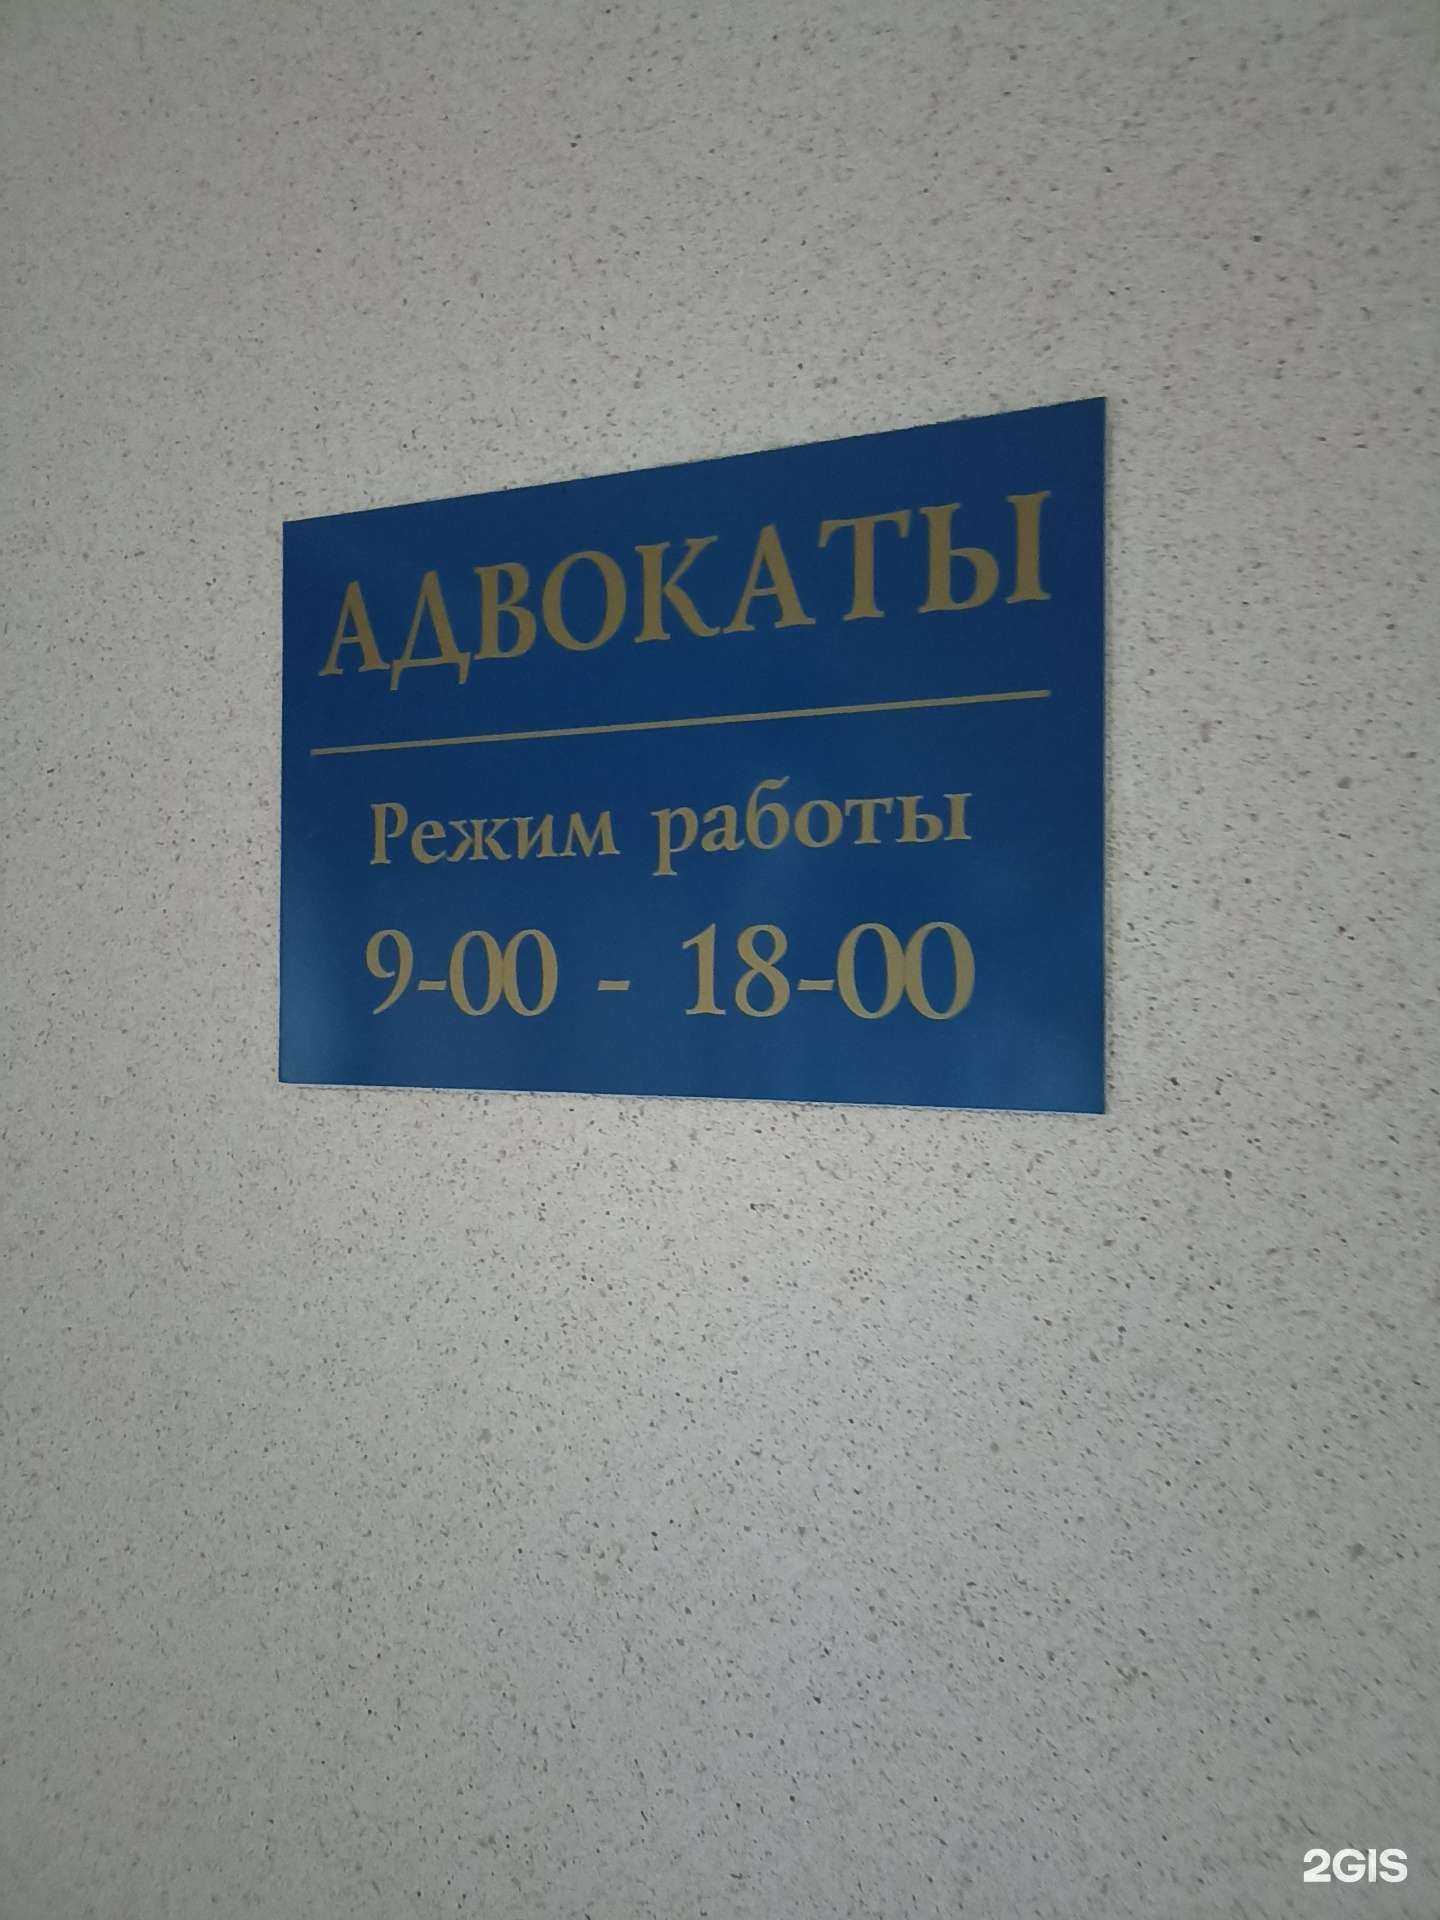 АДВОКАТЫ
Режим работы
9-00 - 18-00
2GIS